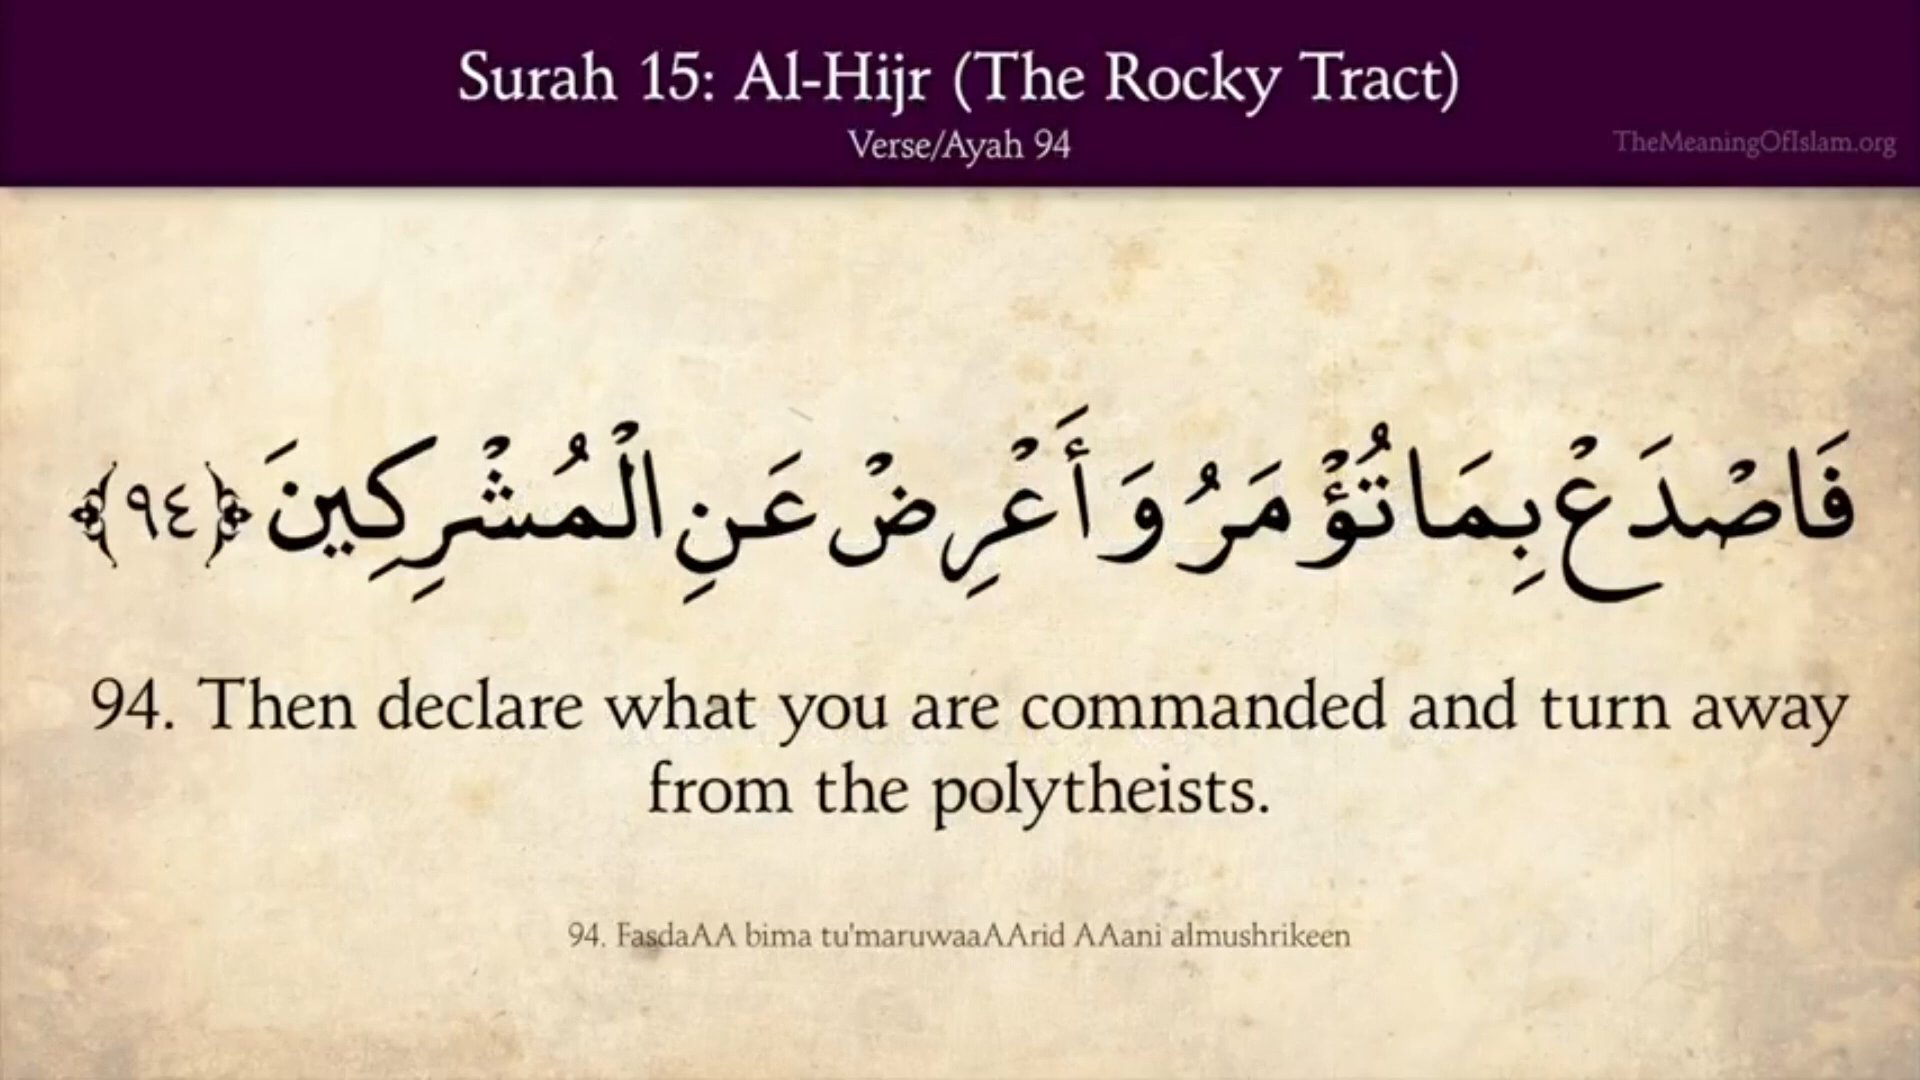 Surah 15: Al-Hijr (The Rocky Tract)
Verse/Ayah 94
TheMeaningOfIslam.org
فَاصْدَعْ بِمَا تُؤْمَرُ وَأَعْرِضْ عَنِ الْمُشْرِكِينَ ﴿٩٤﴾
94. Then declare what you are commanded and turn away
from the polytheists.
94. FasdaAA bima tu'maruwaaAArid AAani almushrikeen